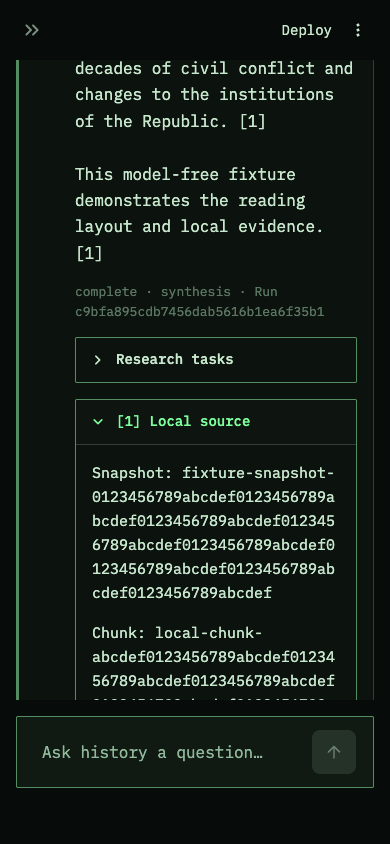 Deploy
decades of civil conflict and
changes to the institutions
of the Republic. [1]
This model-free fixture
demonstrates the reading
layout and local evidence.
[1]
complete · synthesis · Run
c9bfa895cdb7456dab5616b1ea6f35b1
Research tasks
[1] Local source
Snapshot: fixture-snapshot-
0123456789abcdef0123456789a
bcdef0123456789abcdef012345
6789abcdef0123456789abcdef0
123456789abcdef0123456789ab
cdef0123456789abcdef
Chunk: local-chunk-
abcdef0123456789abcdef01234
56789abcdef0123456789abcdef
Ask history a question…